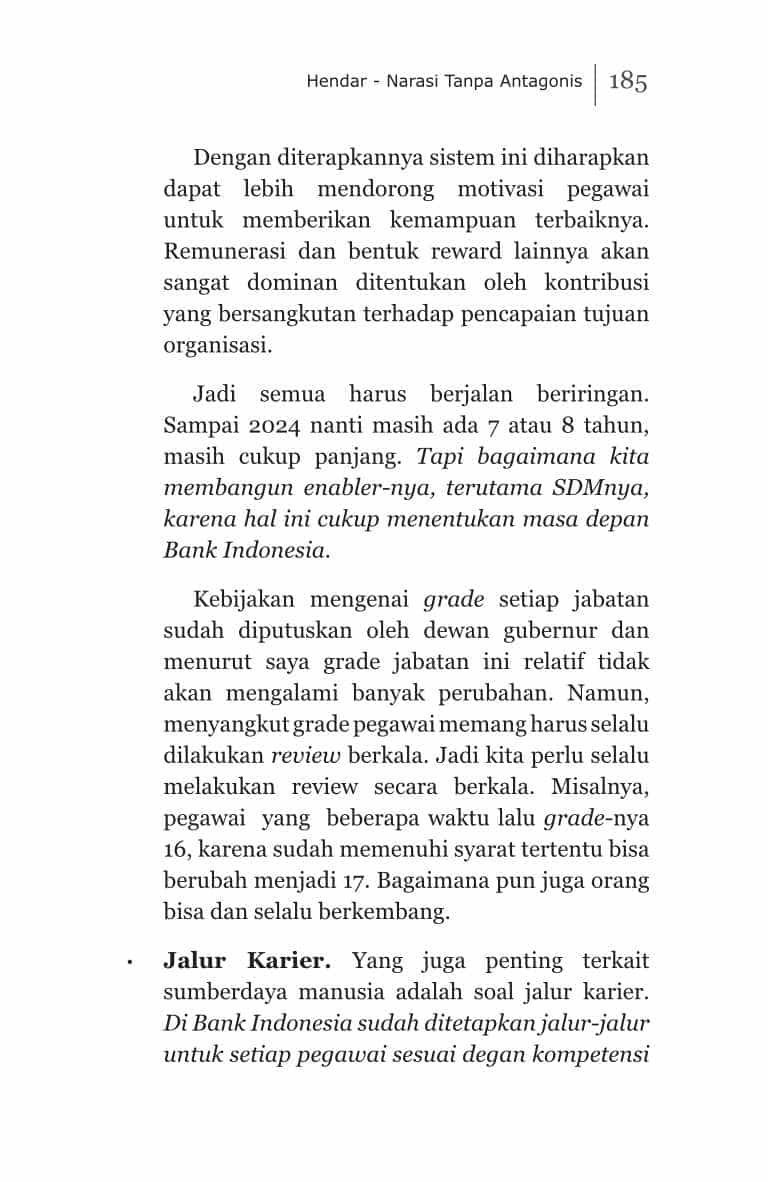 Hendar - Narasi Tanpa Antagonis 185
Dengan diterapkannya sistem ini diharapkan
dapat lebih mendorong motivasi pegawai
untuk memberikan kemampuan terbaiknya.
Remunerasi dan bentuk reward lainnya akan
sangat dominan ditentukan oleh kontribusi
yang bersangkutan terhadap pencapaian tujuan
organisasi.
Jadi semua harus berjalan beriringan.
Sampai 2024 nanti masih ada 7 atau 8 tahun,
masih cukup panjang. Tapi bagaimana kita
membangun enabler-nya, terutama SDMnya,
karena hal ini cukup menentukan masa depan
Bank Indonesia.
Kebijakan mengenai grade setiap jabatan
sudah diputuskan oleh dewan gubernur dan
menurut saya grade jabatan ini relatif tidak
akan mengalami banyak perubahan. Namun,
menyangkut grade pegawai memang harus selalu
dilakukan review berkala. Jadi kita perlu selalu
melakukan review secara berkala. Misalnya,
pegawai yang beberapa waktu lalu grade-nya
16, karena sudah memenuhi syarat tertentu bisa
berubah menjadi 17. Bagaimana pun juga orang
bisa dan selalu berkembang.
• Jalur Karier. Yang juga penting terkait
sumberdaya manusia adalah soal jalur karier.
Di Bank Indonesia sudah ditetapkan jalur-jalur
untuk setiap pegawai sesuai degan kompetensi